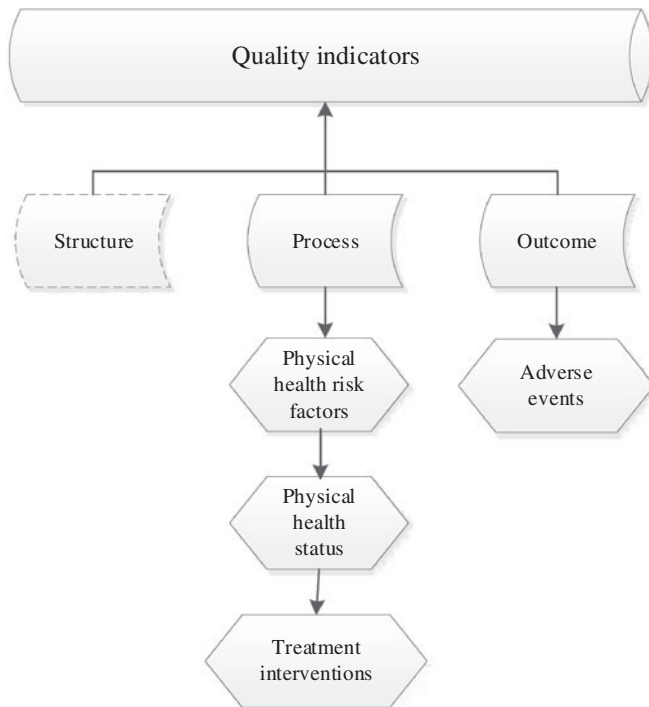 Quality indicators
Structure
Process
Outcome
Physical
health risk
factors
Adverse
events
Physical
health
status
Treatment
interventions